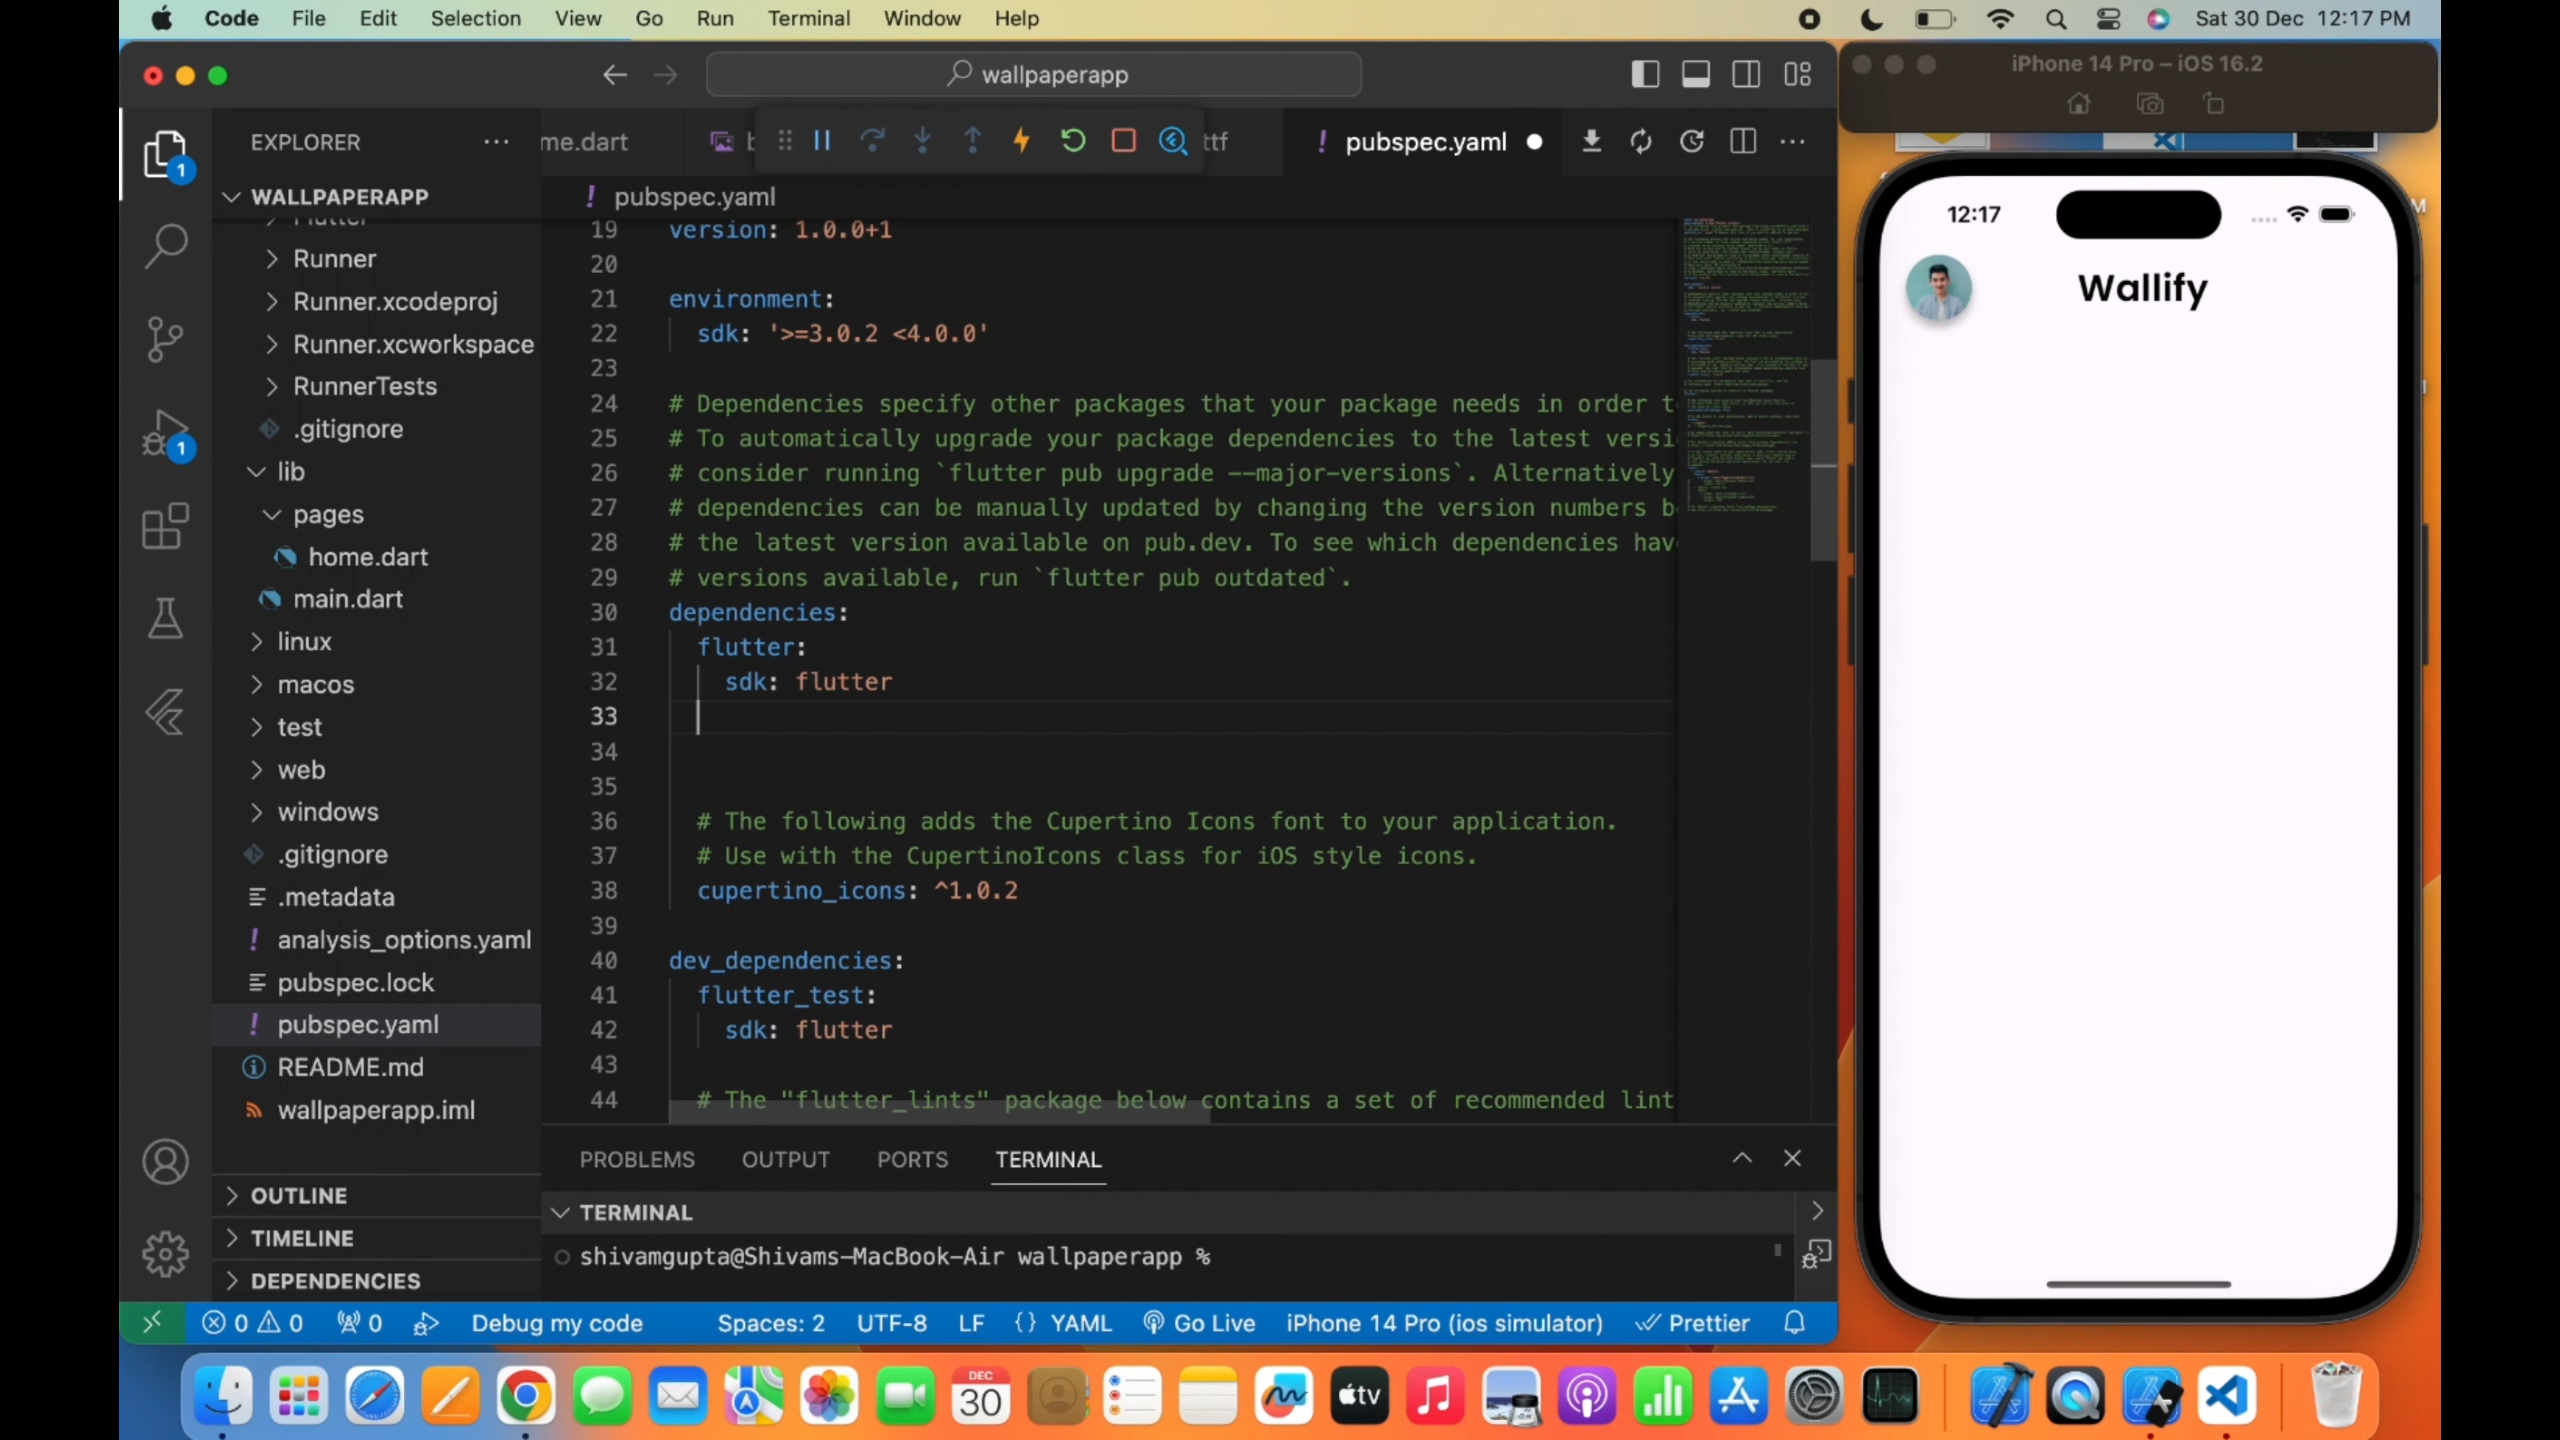 Code File Edit Selection View Go Run Terminal Window Help Sat 30 Dec 12:17 PM
wallpaperapp
iPhone 14 Pro – iOS 16.2
EXPLORER
me.dart
ttf
! pubspec.yaml
WALLPAPERAPP
! pubspec.yaml
Runner
Runner.xcodeproj
Runner.xcworkspace
RunnerTests
.gitignore
lib
pages
home.dart
main.dart
linux
macos
test
web
windows
.gitignore
.metadata
! analysis_options.yaml
pubspec.lock
! pubspec.yaml
README.md
wallpaperapp.iml
OUTLINE
TIMELINE
DEPENDENCIES
1
1
19 version: 1.0.0+1
20
21 environment:
22 sdk: '>=3.0.2 <4.0.0'
23
24 # Dependencies specify other packages that your package needs in order t
25 # To automatically upgrade your package dependencies to the latest versi
26 # consider running `flutter pub upgrade --major-versions`. Alternatively
27 # dependencies can be manually updated by changing the version numbers b
28 # the latest version available on pub.dev. To see which dependencies hav
29 # versions available, run `flutter pub outdated`.
30 dependencies:
31 flutter:
32 sdk: flutter
33
34
35
36 # The following adds the Cupertino Icons font to your application.
37 # Use with the CupertinoIcons class for iOS style icons.
38 cupertino_icons: ^1.0.2
39
40 dev_dependencies:
41 flutter_test:
42 sdk: flutter
43
44 # The "flutter_lints" package below contains a set of recommended lint
PROBLEMS OUTPUT PORTS TERMINAL
TERMINAL
shivamgupta@Shivams-MacBook-Air wallpaperapp %
0 0 0 Debug my code Spaces: 2 UTF-8 LF {} YAML Go Live iPhone 14 Pro (ios simulator) Prettier
12:17
Wallify
DEC
30
tv